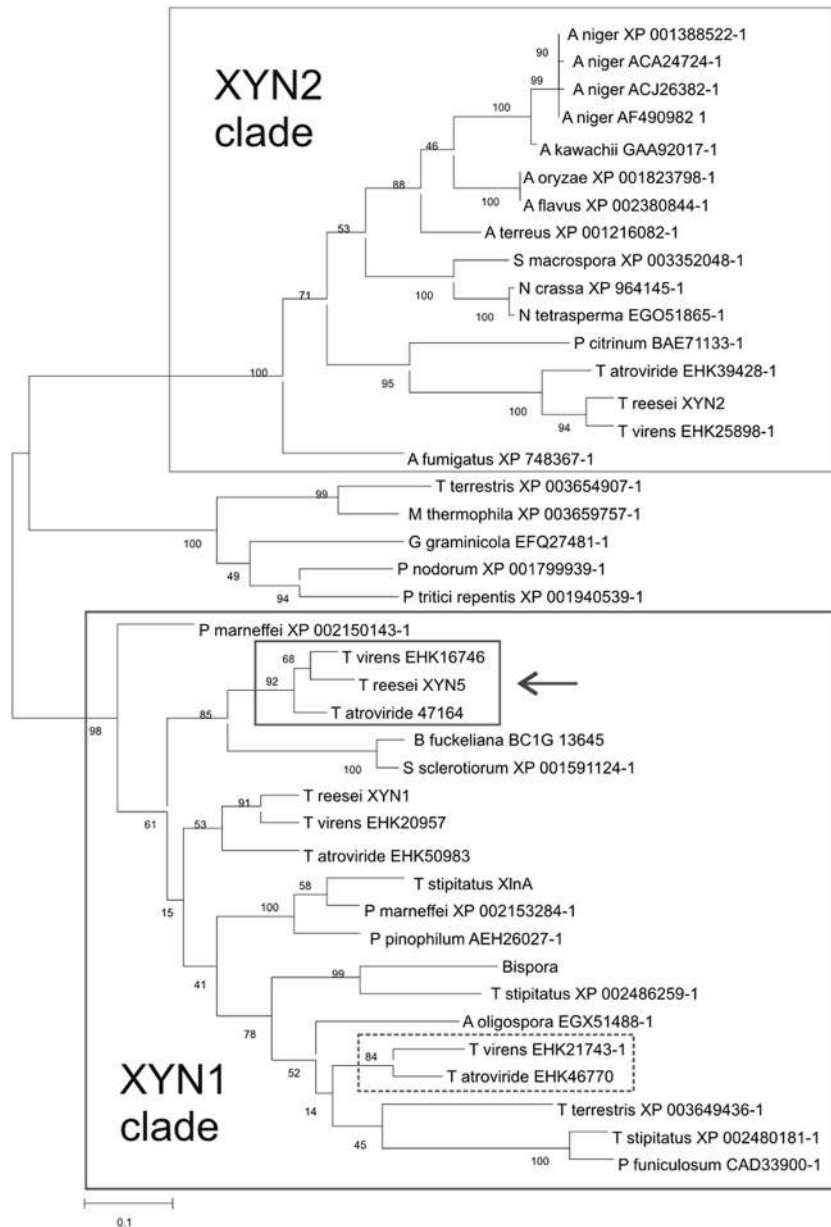 XYN2
clade
A niger XP 001388522-1
90
A niger ACA24724-1
99
A niger ACJ26382-1
100
A niger AF490982 1
46
A kawachii GAA92017-1
A oryzae XP 001823798-1
88
100
A flavus XP 002380844-1
53
A terreus XP 001216082-1
S macrospora XP 003352048-1
71
100
N crassa XP 964145-1
100
N tetrasperma EGO51865-1
P citrinum BAE71133-1
100
95
T atroviride EHK39428-1
100
T reesei XYN2
94
T virens EHK25898-1
A fumigatus XP 748367-1
T terrestris XP 003654907-1
99
M thermophila XP 003659757-1
100
G graminicola EFQ27481-1
49
P nodorum XP 001799939-1
94
P tritici repentis XP 001940539-1
P marneffei XP 002150143-1
68
T virens EHK16746
92
T reesei XYN5
T atroviride 47164
98
85
B fuckeliana BC1G 13645
100
S sclerotiorum XP 001591124-1
T reesei XYN1
91
61
53
T virens EHK20957
T atroviride EHK50983
58
T stipitatus XlnA
15
100
P marneffei XP 002153284-1
P pinophilum AEH26027-1
41
99
Bispora
T stipitatus XP 002486259-1
78
A oligospora EGX51488-1
84
T virens EHK21743-1
52
T atroviride EHK46770
14
T terrestris XP 003649436-1
45
T stipitatus XP 002480181-1
100
P funiculosum CAD33900-1
XYN1
clade
0.1